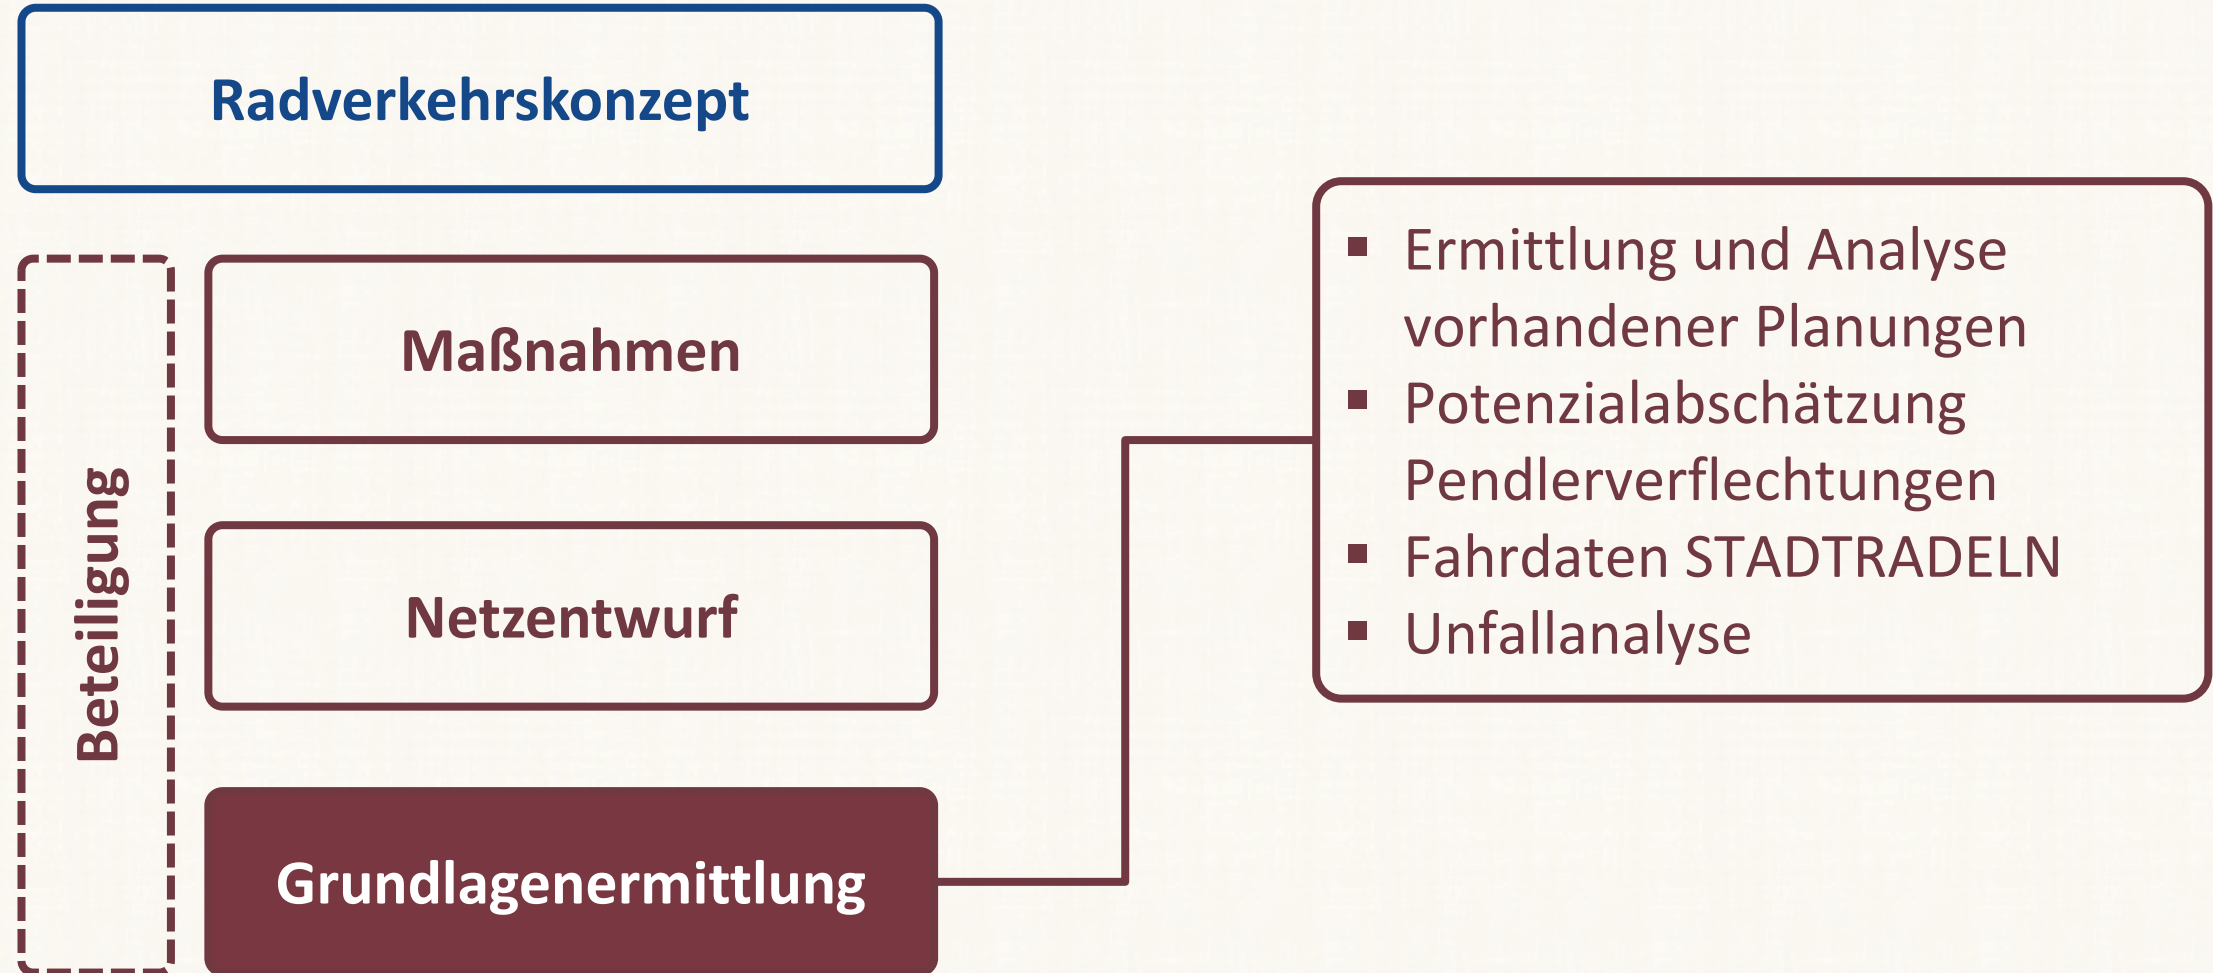 Radverkehrskonzept
Beteiligung
Maßnahmen
Netzentwurf
Grundlagenermittlung
▪ Ermittlung und Analyse
vorhandener Planungen
▪ Potenzialabschätzung
Pendlerverflechtungen
▪ Fahrdaten STADTRADELN
▪ Unfallanalyse